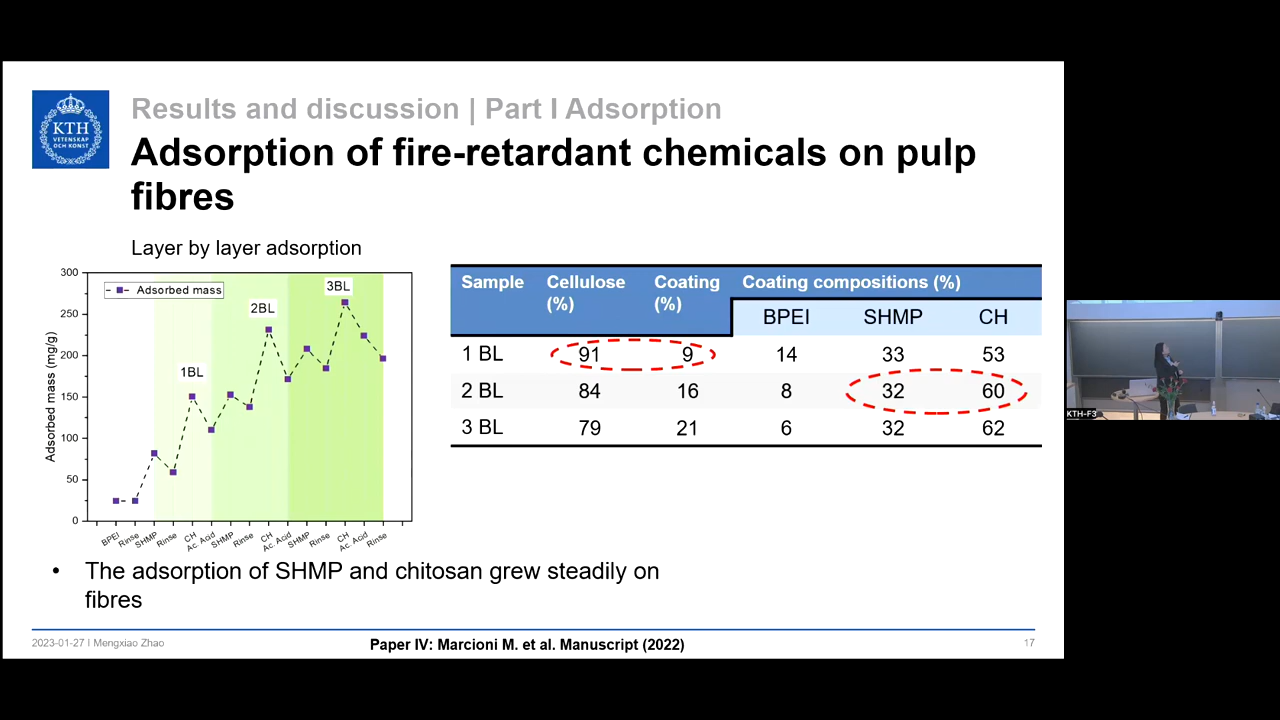 Results and discussion | Part I Adsorption
Adsorption of fire-retardant chemicals on pulp
fibres
KTH
VETENSKAP
OCH KONST
Layer by layer adsorption
Adsorbed mass
1BL
2BL
3BL
300
250
200
150
100
50
0
Adsorbed mass (mg/g)
BPEI
Rinse
SHMP
Rinse
CH
Ac. Acid
SHMP
Rinse
CH
Ac. Acid
SHMP
Rinse
CH
Ac. Acid
Rinse
Sample Cellulose Coating Coating compositions (%)
(%) (%)
BPEI SHMP CH
1 BL 91 9 14 33 53
2 BL 84 16 8 32 60
3 BL 79 21 6 32 62
• The adsorption of SHMP and chitosan grew steadily on
fibres
2023-01-27 | Mengxiao Zhao
Paper IV: Marcioni M. et al. Manuscript (2022)
17
KTH-F3